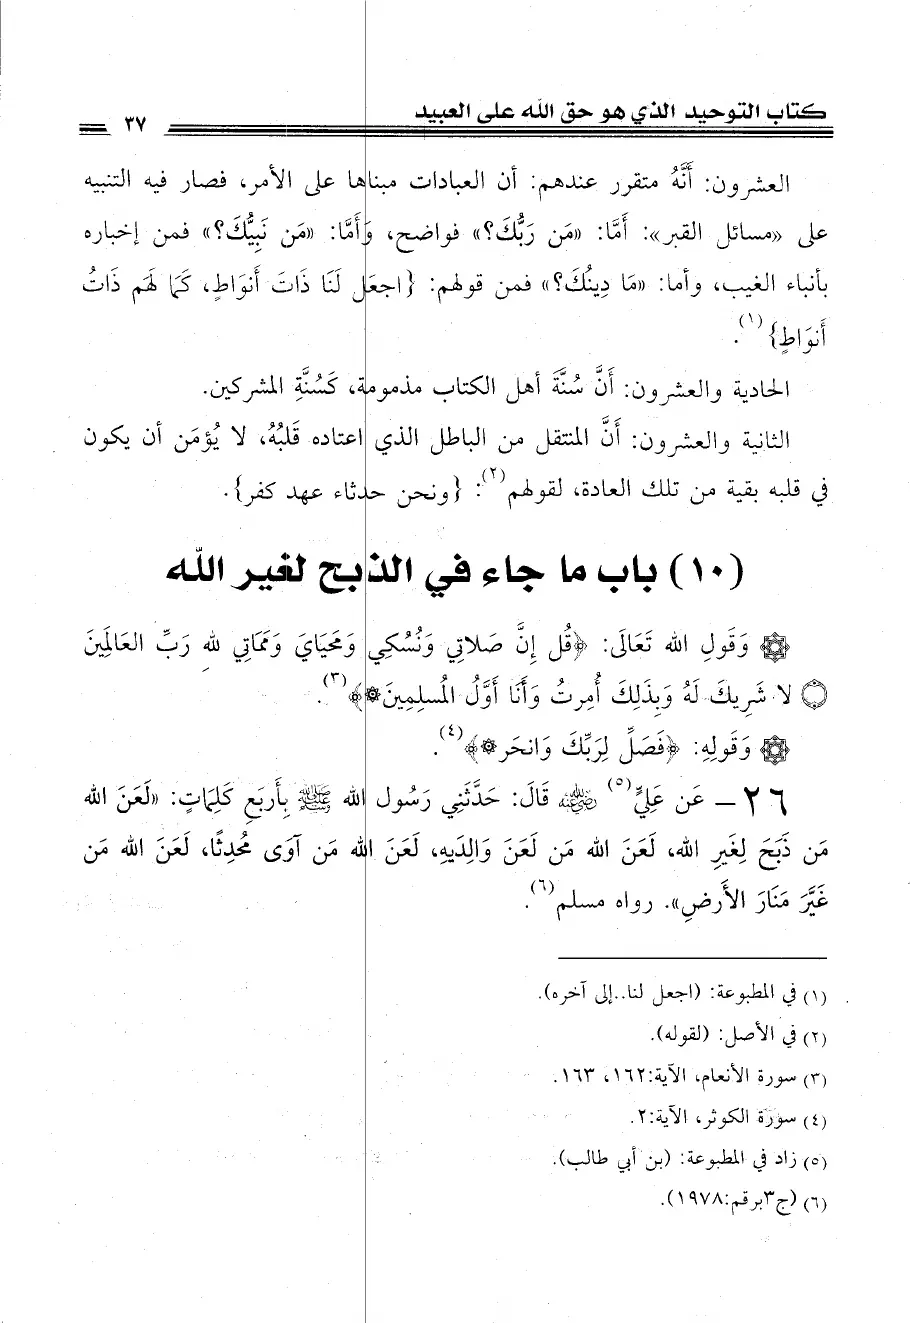 كتاب التوحيد الذي هو حق الله على العبيد ٣٧
العشرون: أَنَّهُ متقرر عندهم: أن العبادات مبناها على الأمر، فصار فيه التنبيه
على «مسائل القبر»: أَمَّا: «مَن رَبُّكَ؟» فواضح، وَأَمَّا: «مَن نَبِيُّكَ؟» فمن إخباره
بأنباء الغيب، وأما: «مَا دِينُكَ؟» فمن قولهم: {اجعَل لَنَا ذَاتَ أَنوَاطٍ، كَمَا لَهُم ذَاتُ
أَنوَاطٍ}(١).
الحادية والعشرون: أَنَّ سُنَّةَ أهل الكتاب مذمومة، كَسُنَّةِ المشركين.
الثانية والعشرون: أَنَّ المنتقل من الباطل الذي اعتاده قَلبُهُ، لا يُؤمَن أن يكون
في قلبه بقية من تلك العادة، لقولهم(٢): {ونحن حدثاء عهد كفر}.
(١٠) باب ما جاء في الذبح لغير الله
۞ وَقَولِ الله تَعَالَى: ﴿قُل إِنَّ صَلاتِي وَنُسُكِي وَمَحيَايَ وَمَمَاتِي لله رَبِّ العَالَمِينَ
۝ لا شَرِيكَ لَهُ وَبِذَلِكَ أُمِرتُ وَأَنَا أَوَّلُ المُسلِمِينَ۞﴾(٣).
۞ وَقَولِهِ: ﴿فَصَلِّ لِرَبِّكَ وَانحَر۞﴾(٤).
٢٦ – عَن عَلِيٍّ(٥) رضي الله عنه قَالَ: حَدَّثَنِي رَسُول الله ﷺ بِأَربَعِ كَلِمَاتٍ: «لَعَنَ الله
مَن ذَبَحَ لِغَيرِ الله، لَعَنَ الله مَن لَعَنَ وَالِدَيهِ، لَعَنَ الله مَن آوَى مُحدِثًا، لَعَنَ الله مَن
غَيَّرَ مَنَارَ الأَرضِ». رواه مسلم(٦).
(١) في المطبوعة: (اجعل لنا..إلى آخره).
(٢) في الأصل: (لقوله).
(٣) سورة الأنعام، الآية:١٦٢، ١٦٣.
(٤) سورة الكوثر، الآية:٢.
(٥) زاد في المطبوعة: (بن أبي طالب).
(٦) (ج٣برقم:١٩٧٨).